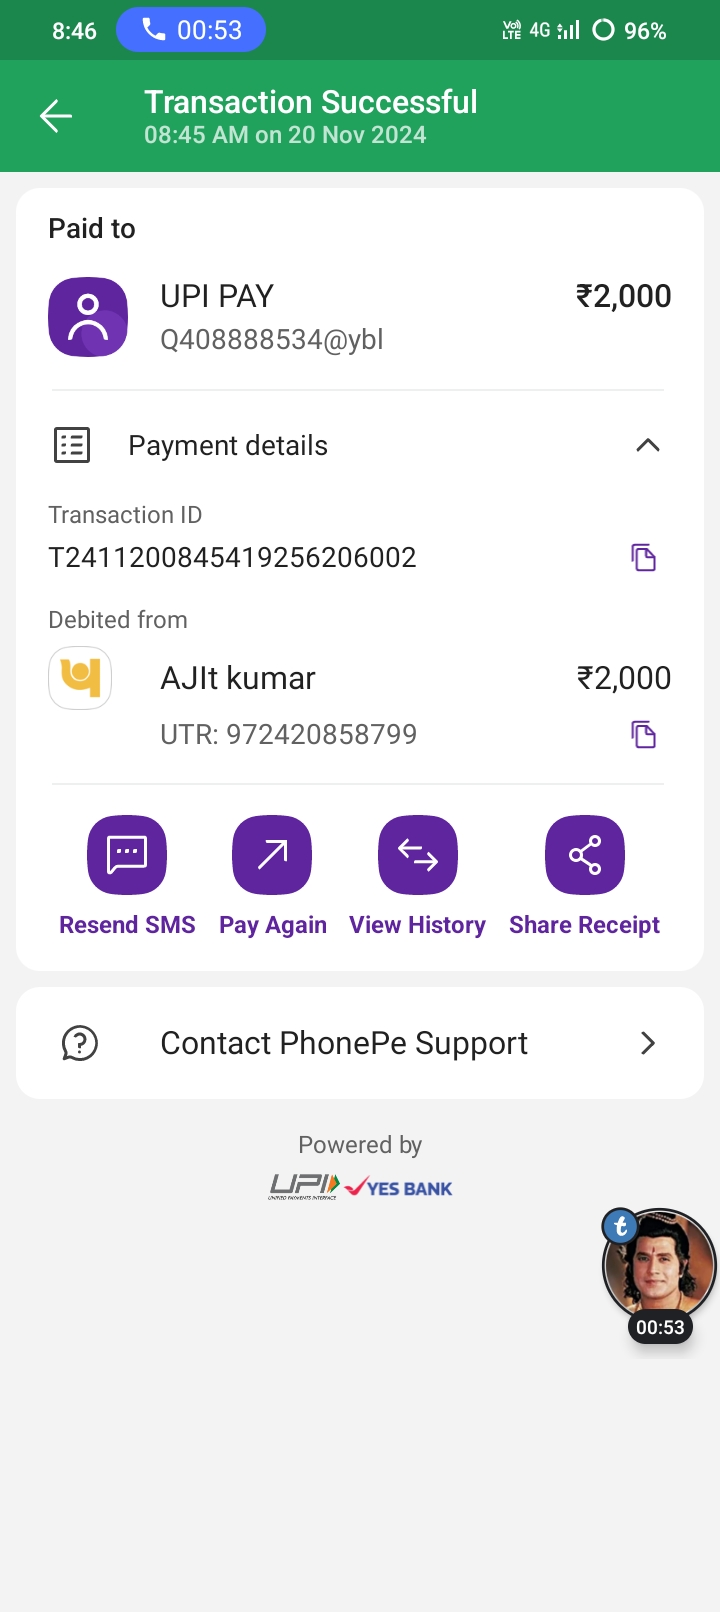 8:46 00:53 Vo) LTE 4G 96%
Transaction Successful
08:45 AM on 20 Nov 2024
Paid to
UPI PAY ₹2,000
Q408888534@ybl
Payment details
Transaction ID
T2411200845419256206002
Debited from
AJIt kumar ₹2,000
UTR: 972420858799
Resend SMS Pay Again View History Share Receipt
Contact PhonePe Support
Powered by
UPI YES BANK
UNIFIED PAYMENTS INTERFACE
t
00:53